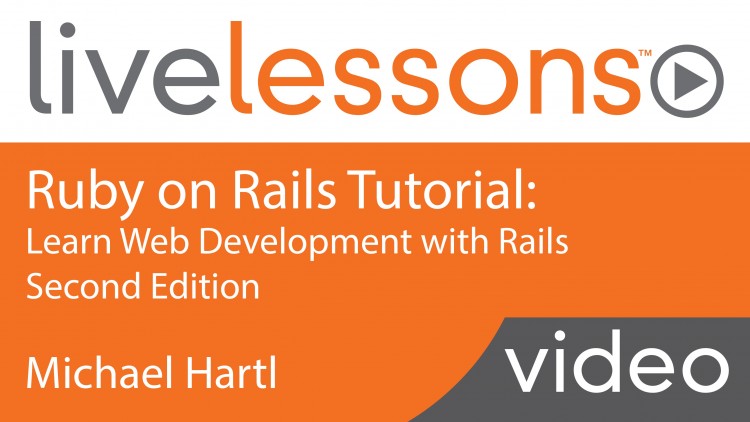 livelessons™
Ruby on Rails Tutorial:
Learn Web Development with Rails
Second Edition
Michael Hartl
video